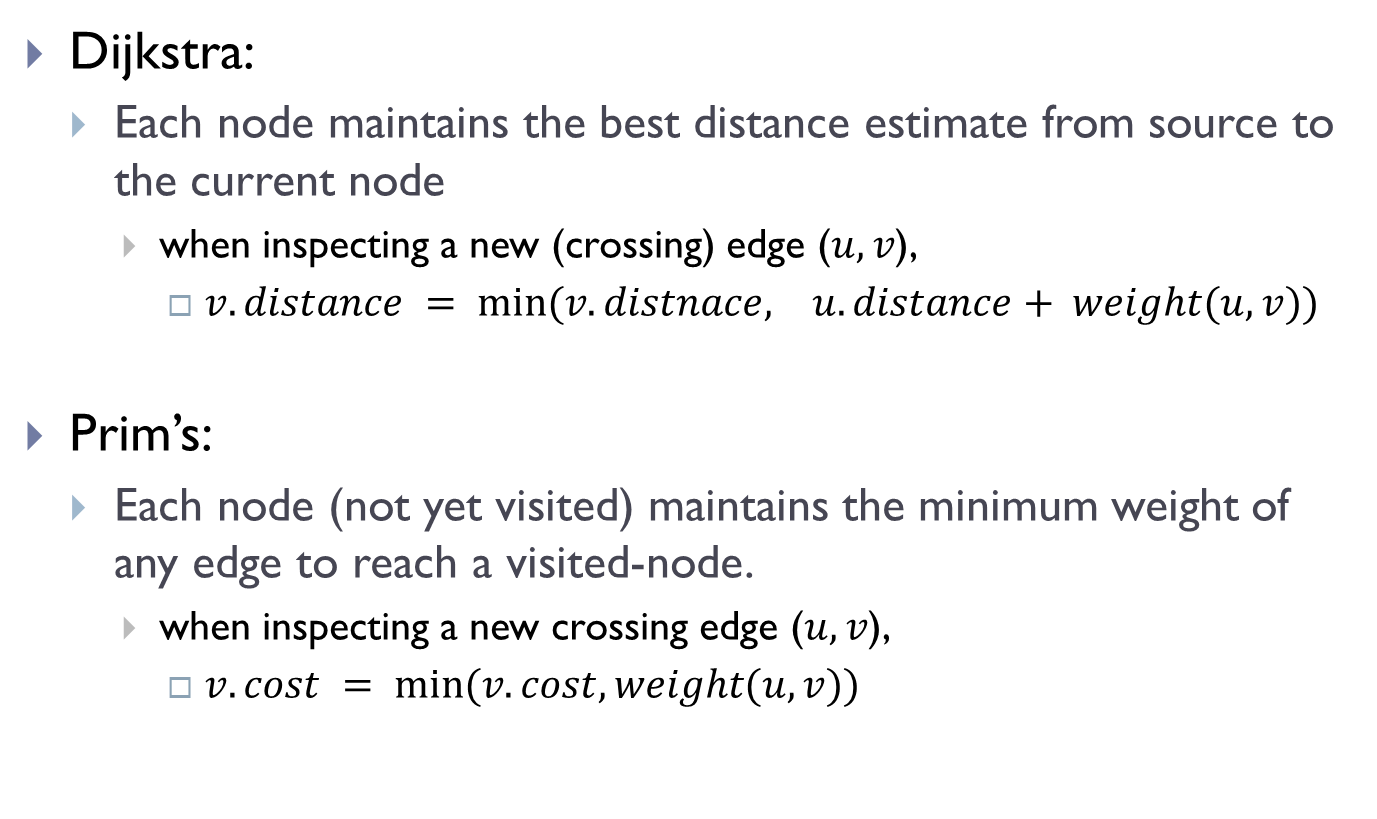 Dijkstra:
Each node maintains the best distance estimate from source to
the current node
when inspecting a new (crossing) edge (u, v),
v.distance = min(v.distnace, u.distance + weight(u, v))
Prim’s:
Each node (not yet visited) maintains the minimum weight of
any edge to reach a visited-node.
when inspecting a new crossing edge (u, v),
v.cost = min(v.cost, weight(u, v))